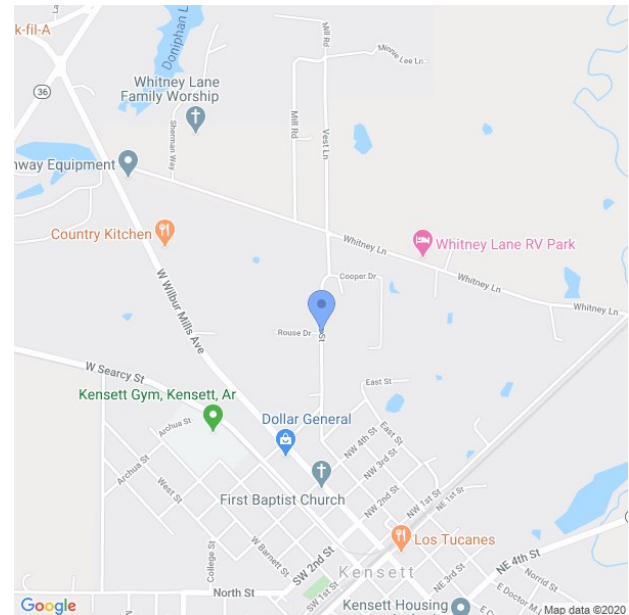 k-fil-A
Doniphan La
Mill Rd
Minnie Lee Ln
36
Whitney Lane
Family Worship
Sherman Way
Mill Rd
Vest Ln
nway Equipment
Country Kitchen
Whitney Ln
Whitney Lane RV Park
Whitney Ln
Whitney Ln
Cooper Dr
W Wilbur Mills Ave
Rouse Dr
St
W Searcy St
Kensett Gym, Kensett, Ar
East St
Dollar General
Archua St
East St
NW 4th St
Archua St
NW 3rd St
West St
First Baptist Church
NW 2nd St
NW 1st St
NE 1st St
W Barnett St
Los Tucanes
College St
SW 2nd St
NE 4th St
Kensett
North St
SW 1st St
Norrid St
E Doctor M
Kensett Housing
Google
Map data ©2020